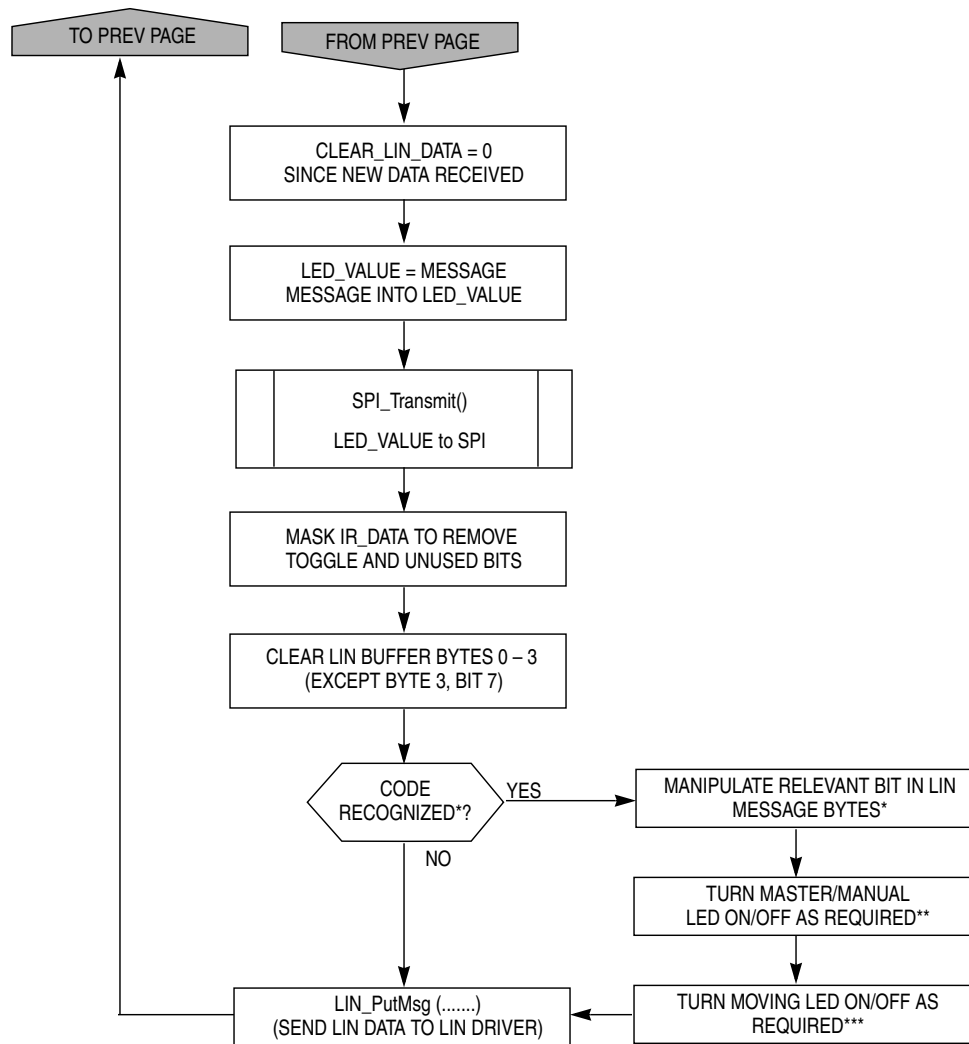 TO PREV PAGE
FROM PREV PAGE
CLEAR_LIN_DATA = 0
SINCE NEW DATA RECEIVED
LED_VALUE = MESSAGE
MESSAGE INTO LED_VALUE
SPI_Transmit()
LED_VALUE to SPI
MASK IR_DATA TO REMOVE
TOGGLE AND UNUSED BITS
CLEAR LIN BUFFER BYTES 0 – 3
(EXCEPT BYTE 3, BIT 7)
CODE
RECOGNIZED*?
YES
NO
MANIPULATE RELEVANT BIT IN LIN
MESSAGE BYTES*
TURN MASTER/MANUAL
LED ON/OFF AS REQUIRED**
TURN MOVING LED ON/OFF AS
REQUIRED***
LIN_PutMsg (.......)
(SEND LIN DATA TO LIN DRIVER)